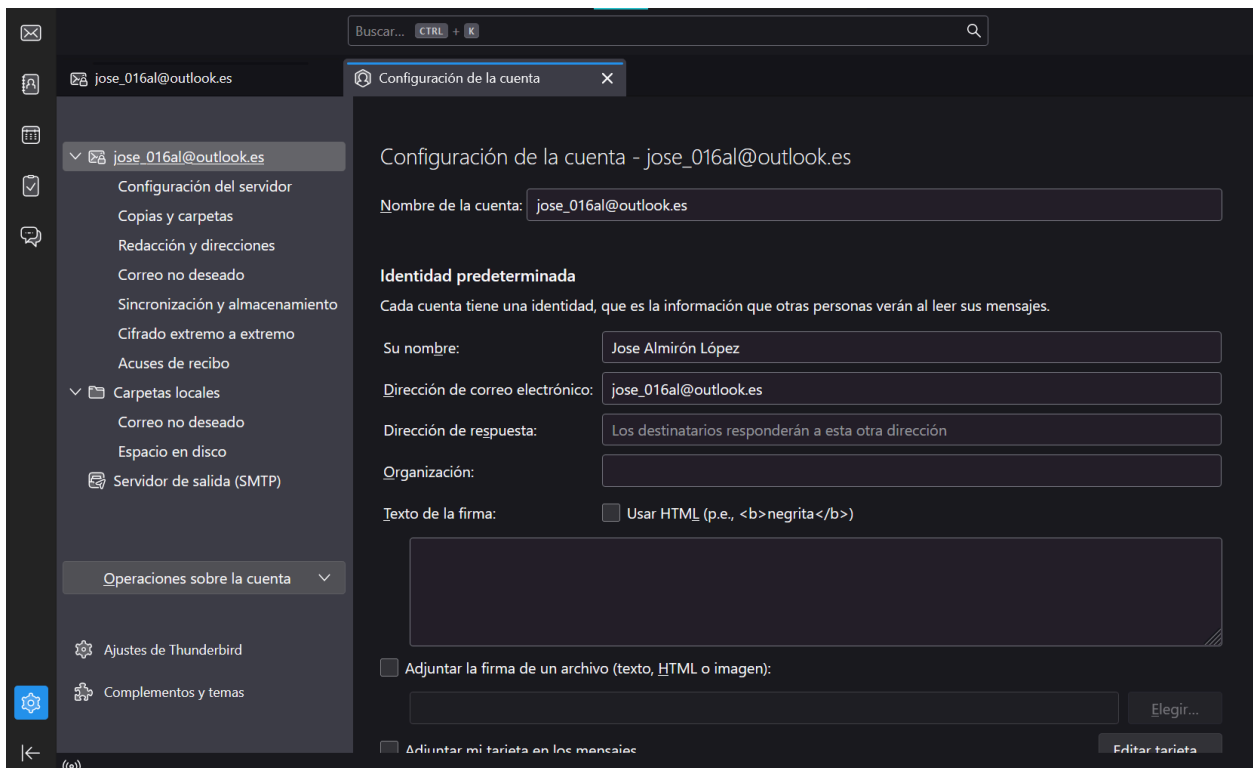 Buscar... CTRL + K
jose_016al@outlook.es
Configuración de la cuenta
jose_016al@outlook.es
Configuración del servidor
Copias y carpetas
Redacción y direcciones
Correo no deseado
Sincronización y almacenamiento
Cifrado extremo a extremo
Acuses de recibo
Carpetas locales
Correo no deseado
Espacio en disco
Servidor de salida (SMTP)
Operaciones sobre la cuenta
Ajustes de Thunderbird
Complementos y temas
Configuración de la cuenta - jose_016al@outlook.es
Nombre de la cuenta: jose_016al@outlook.es
Identidad predeterminada
Cada cuenta tiene una identidad, que es la información que otras personas verán al leer sus mensajes.
Su nombre: Jose Almirón López
Dirección de correo electrónico: jose_016al@outlook.es
Dirección de respuesta: Los destinatarios responderán a esta otra dirección
Organización:
Texto de la firma: Usar HTML (p.e., <b>negrita</b>)
Adjuntar la firma de un archivo (texto, HTML o imagen):
Elegir...
Adjuntar mi tarjeta en los mensajes Editar tarjeta...